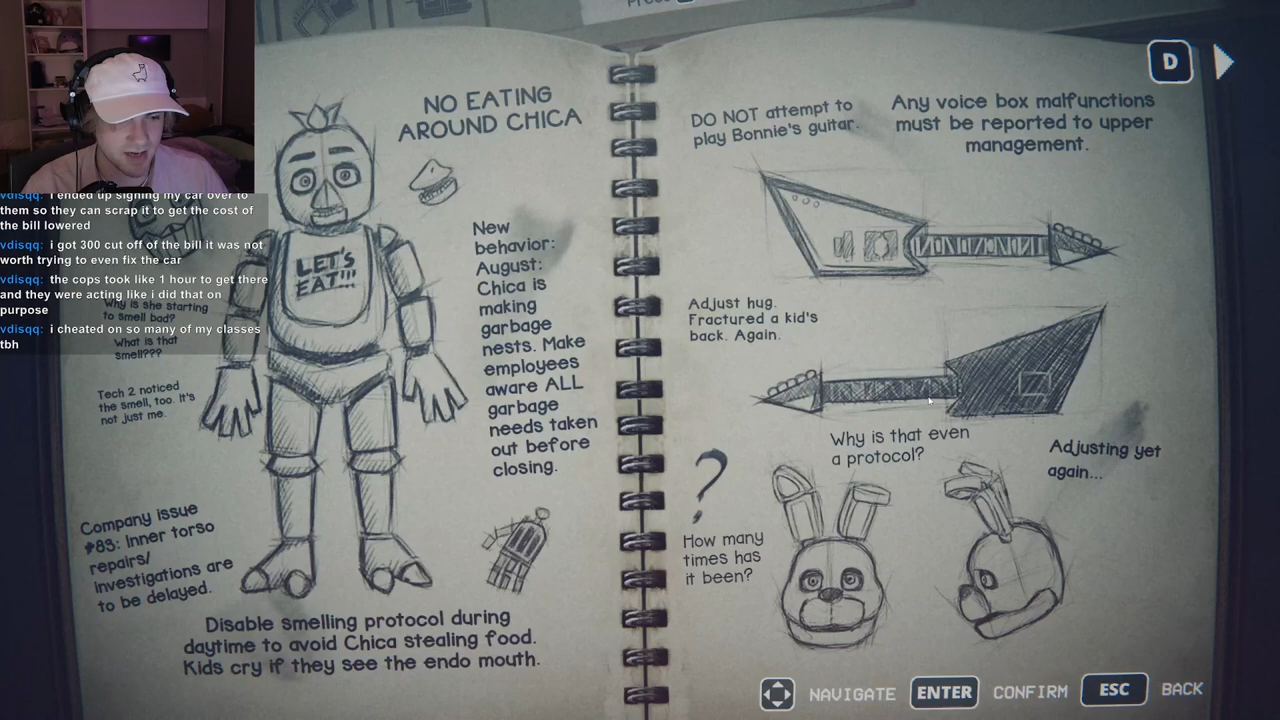 Press
D
NO EATING
AROUND CHICA
LET'S
EAT!!!
New
behavior:
August:
Chica is
making
garbage
nests. Make
employees
aware ALL
garbage
needs taken
out before
closing.
Why is she starting
to smell bad?
What is that
smell???
Tech 2 noticed
the smell, too. It's
not just me.
Company issue
#83: Inner torso
repairs/
investigations are
to be delayed.
Disable smelling protocol during
daytime to avoid Chica stealing food.
Kids cry if they see the endo mouth.
DO NOT attempt to
play Bonnie's guitar.
Any voice box malfunctions
must be reported to upper
management.
Adjust hug.
Fractured a kid's
back. Again.
Why is that even
a protocol?
Adjusting yet
again...
?
How many
times has
it been?
vdisqq: i ended up signing my car over to
them so they can scrap it to get the cost of
the bill lowered
vdisqq: i got 300 cut off of the bill it was not
worth trying to even fix the car
vdisqq: the cops took like 1 hour to get there
and they were acting like i did that on
purpose
vdisqq: i cheated on so many of my classes
tbh
NAVIGATE ENTER CONFIRM ESC BACK